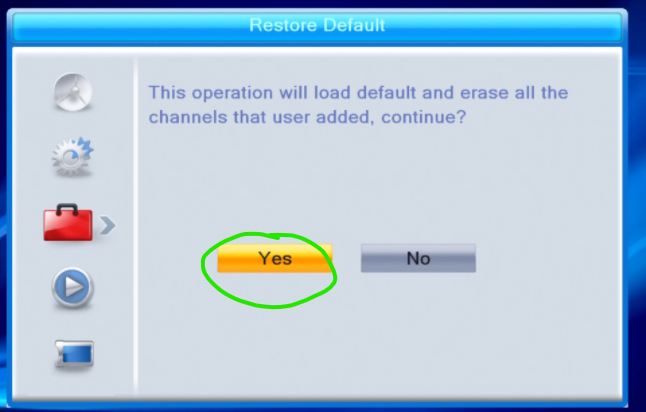 Restore Default
This operation will load default and erase all the
channels that user added, continue?
Yes
No